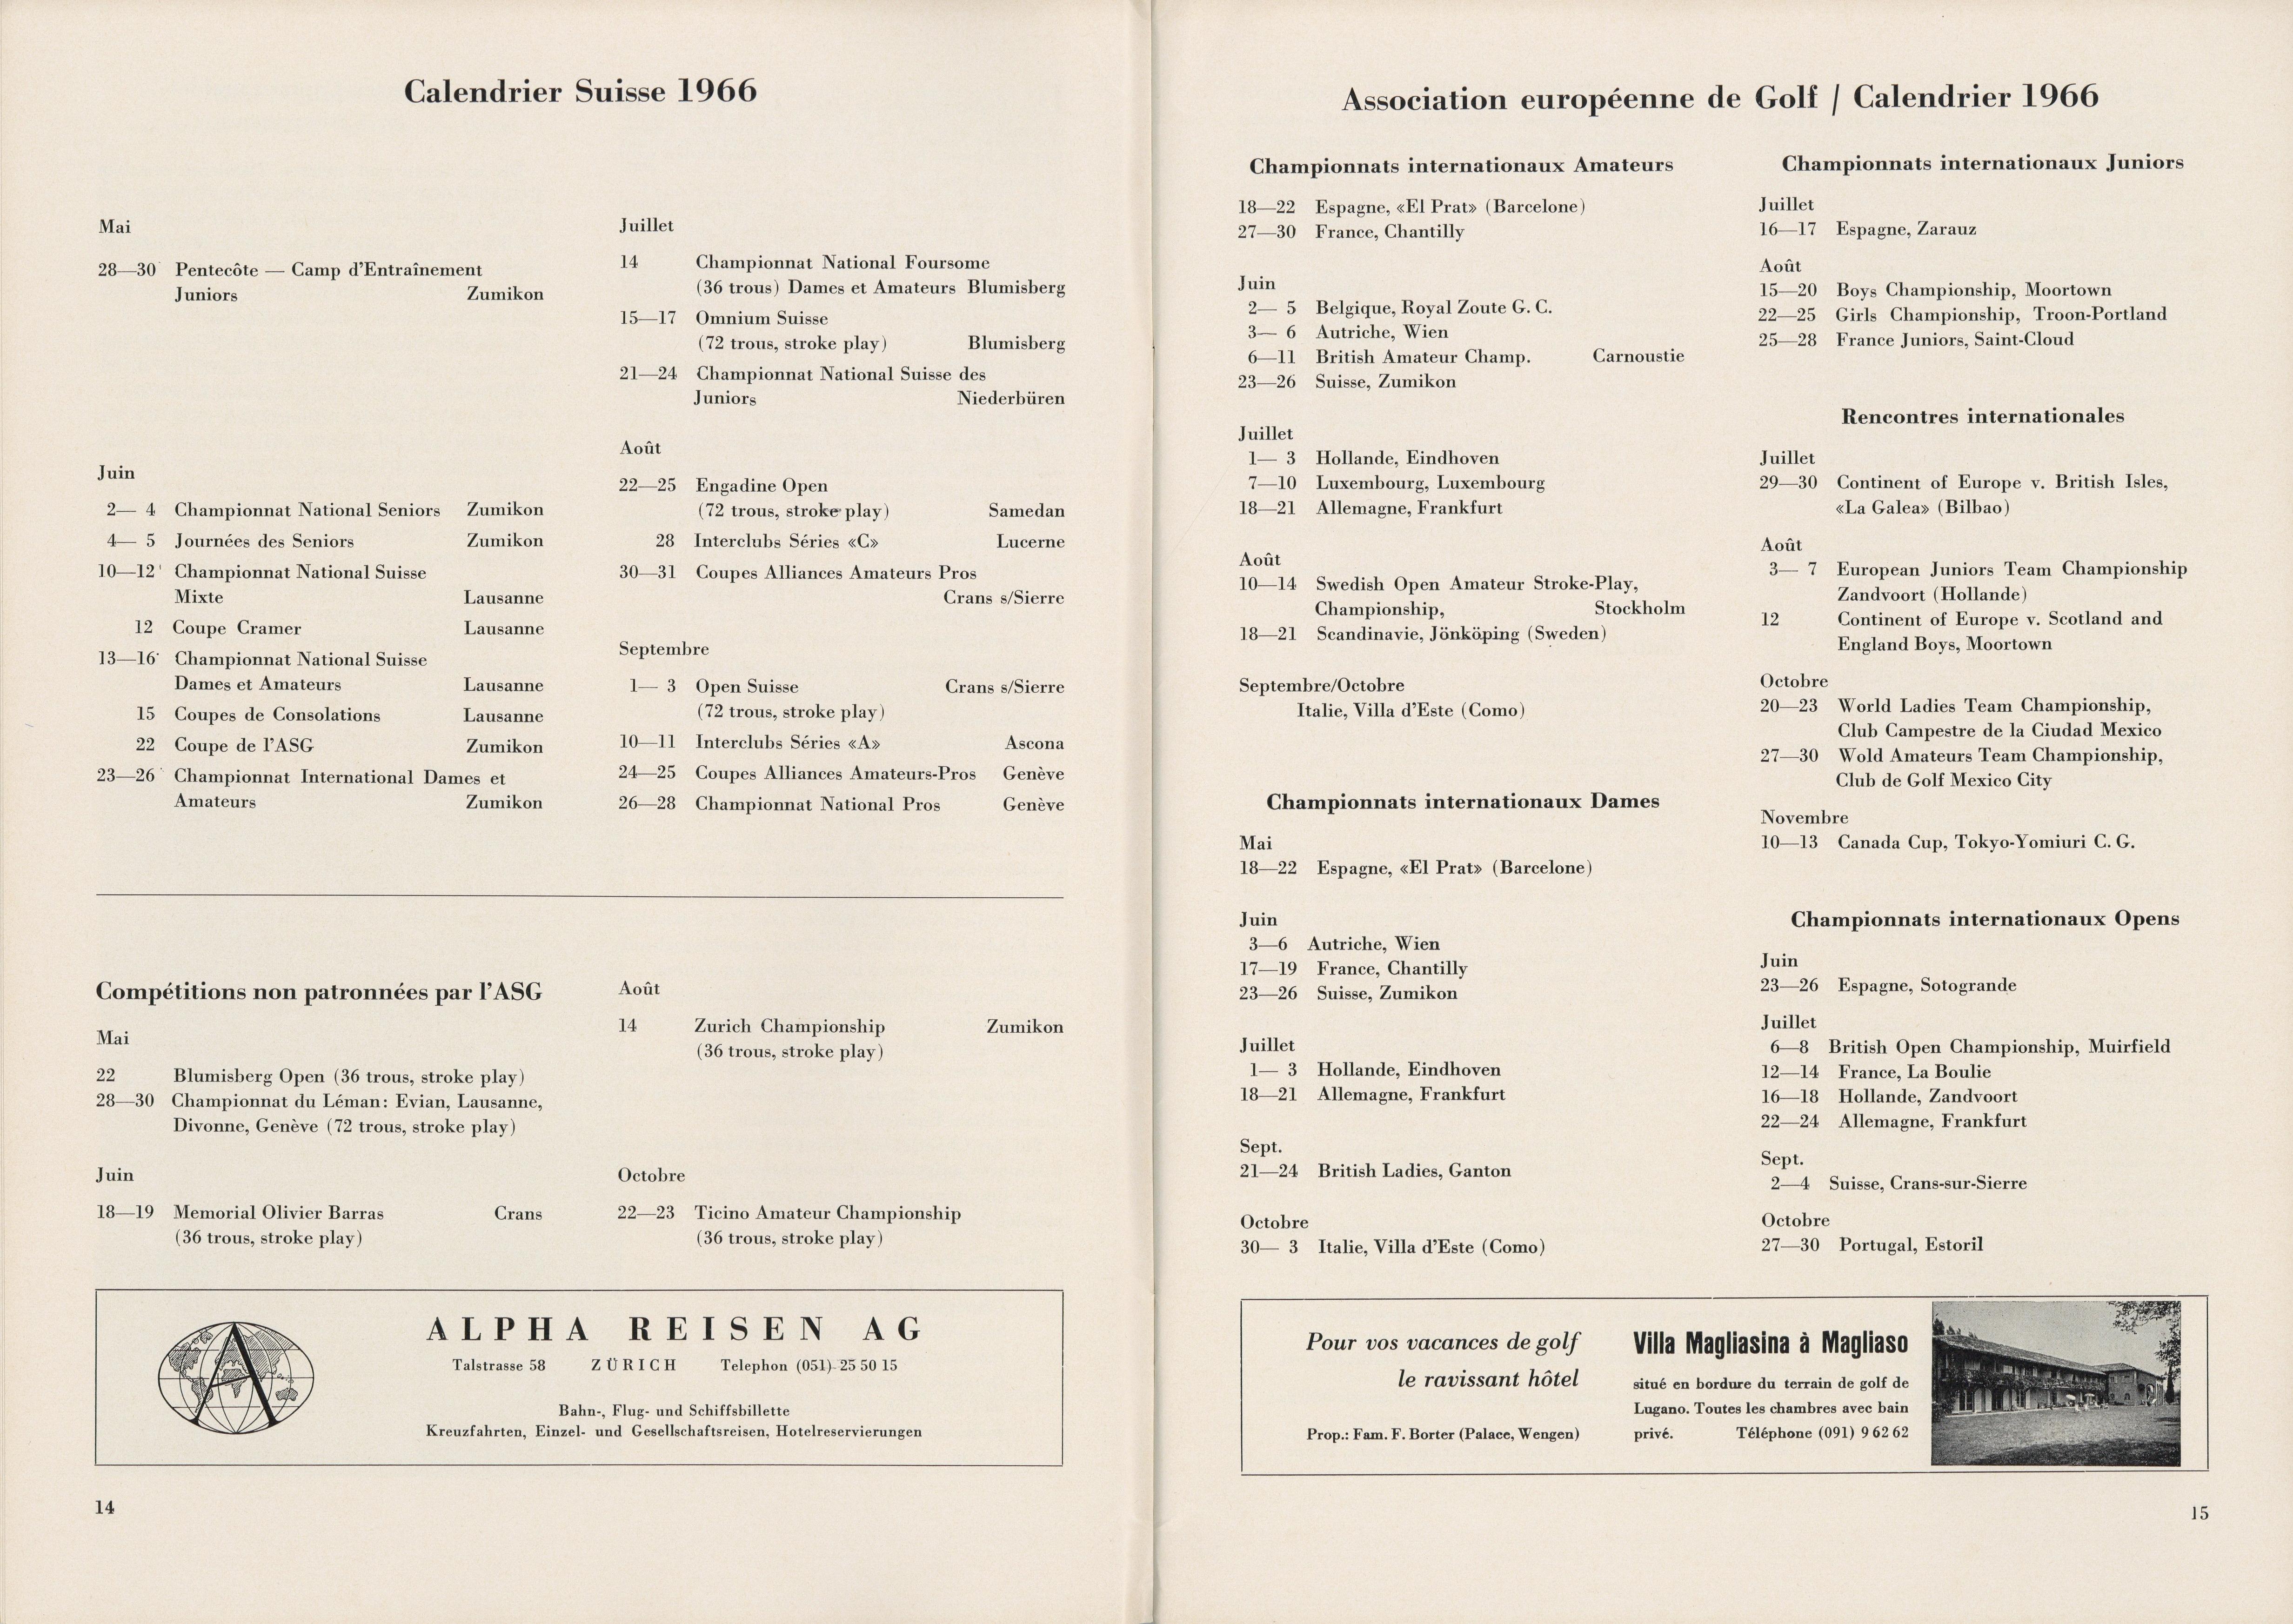 Calendrier Suisse 1966
Mai
28—30 Pentecôte — Camp d'Entraînement
Juniors Zumikon
Juin
2— 4 Championnat National Seniors Zumikon
4— 5 Journées des Seniors Zumikon
10—12 Championnat National Suisse
Mixte Lausanne
12 Coupe Cramer Lausanne
13—16 Championnat National Suisse
Dames et Amateurs Lausanne
15 Coupes de Consolations Lausanne
22 Coupe de l'ASG Zumikon
23—26 Championnat International Dames et
Amateurs Zumikon
Juillet
14 Championnat National Foursome
(36 trous) Dames et Amateurs Blumisberg
15—17 Omnium Suisse
(72 trous, stroke play) Blumisberg
21—24 Championnat National Suisse des
Juniors Niederbüren
Août
22—25 Engadine Open
(72 trous, stroke play) Samedan
28 Interclubs Séries «C» Lucerne
30—31 Coupes Alliances Amateurs Pros
Crans s/Sierre
Septembre
1— 3 Open Suisse Crans s/Sierre
(72 trous, stroke play)
10—11 Interclubs Séries «A» Ascona
24—25 Coupes Alliances Amateurs-Pros Genève
26—28 Championnat National Pros Genève
Compétitions non patronnées par l'ASG
Mai
22 Blumisberg Open (36 trous, stroke play)
28—30 Championnat du Léman: Evian, Lausanne,
Divonne, Genève (72 trous, stroke play)
Juin
18—19 Memorial Olivier Barras Crans
(36 trous, stroke play)
Août
14 Zurich Championship Zumikon
(36 trous, stroke play)
Octobre
22—23 Ticino Amateur Championship
(36 trous, stroke play)
A
ALPHA REISEN AG
Talstrasse 58 ZÜRICH Telephon (051) 25 50 15
Bahn-, Flug- und Schiffsbillette
Kreuzfahrten, Einzel- und Gesellschaftsreisen, Hotelreservierungen
14
Association européenne de Golf / Calendrier 1966
Championnats internationaux Amateurs
18—22 Espagne, «El Prat» (Barcelone)
27—30 France, Chantilly
Juin
2— 5 Belgique, Royal Zoute G. C.
3— 6 Autriche, Wien
6—11 British Amateur Champ. Carnoustie
23—26 Suisse, Zumikon
Juillet
1— 3 Hollande, Eindhoven
7—10 Luxembourg, Luxembourg
18—21 Allemagne, Frankfurt
Août
10—14 Swedish Open Amateur Stroke-Play,
Championship, Stockholm
18—21 Scandinavie, Jönköping (Sweden)
Septembre/Octobre
Italie, Villa d'Este (Como)
Championnats internationaux Dames
Mai
18—22 Espagne, «El Prat» (Barcelone)
Juin
3—6 Autriche, Wien
17—19 France, Chantilly
23—26 Suisse, Zumikon
Juillet
1— 3 Hollande, Eindhoven
18—21 Allemagne, Frankfurt
Sept.
21—24 British Ladies, Ganton
Octobre
30— 3 Italie, Villa d'Este (Como)
Championnats internationaux Juniors
Juillet
16—17 Espagne, Zarauz
Août
15—20 Boys Championship, Moortown
22—25 Girls Championship, Troon-Portland
25—28 France Juniors, Saint-Cloud
Rencontres internationales
Juillet
29—30 Continent of Europe v. British Isles,
«La Galea» (Bilbao)
Août
3— 7 European Juniors Team Championship
Zandvoort (Hollande)
12 Continent of Europe v. Scotland and
England Boys, Moortown
Octobre
20—23 World Ladies Team Championship,
Club Campestre de la Ciudad Mexico
27—30 Wold Amateurs Team Championship,
Club de Golf Mexico City
Novembre
10—13 Canada Cup, Tokyo-Yomiuri C. G.
Championnats internationaux Opens
Juin
23—26 Espagne, Sotogrande
Juillet
6—8 British Open Championship, Muirfield
12—14 France, La Boulie
16—18 Hollande, Zandvoort
22—24 Allemagne, Frankfurt
Sept.
2—4 Suisse, Crans-sur-Sierre
Octobre
27—30 Portugal, Estoril
Pour vos vacances de golf
le ravissant hôtel
Prop.: Fam. F. Borter (Palace, Wengen)
Villa Magliasina à Magliaso
situé en bordure du terrain de golf de
Lugano. Toutes les chambres avec bain
privé. Téléphone (091) 9 62 62
15